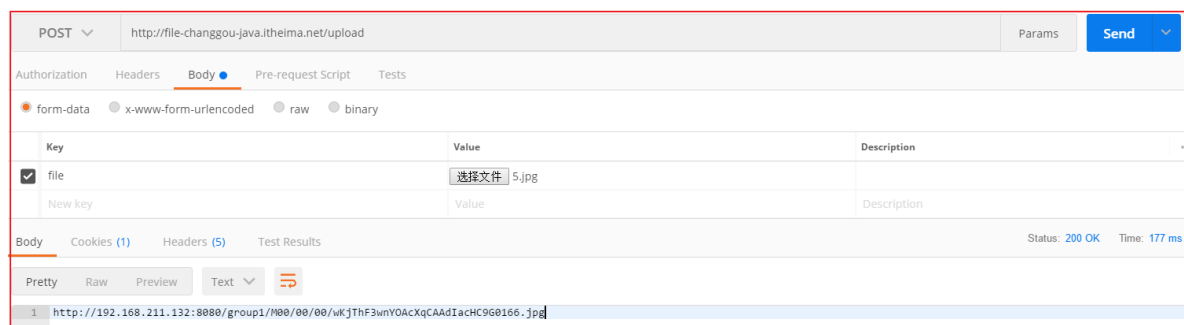 POST http://file-changgou-java.itheima.net/upload Params Send
Authorization Headers Body Pre-request Script Tests
form-data x-www-form-urlencoded raw binary
Key Value Description
file 选择文件 5.jpg
New key Value Description
Body Cookies (1) Headers (5) Test Results Status: 200 OK Time: 177 ms
Pretty Raw Preview Text
1 http://192.168.211.132:8080/group1/M00/00/00/wKjThF3wnYOAcXqCAAdIacHC9G0166.jpg